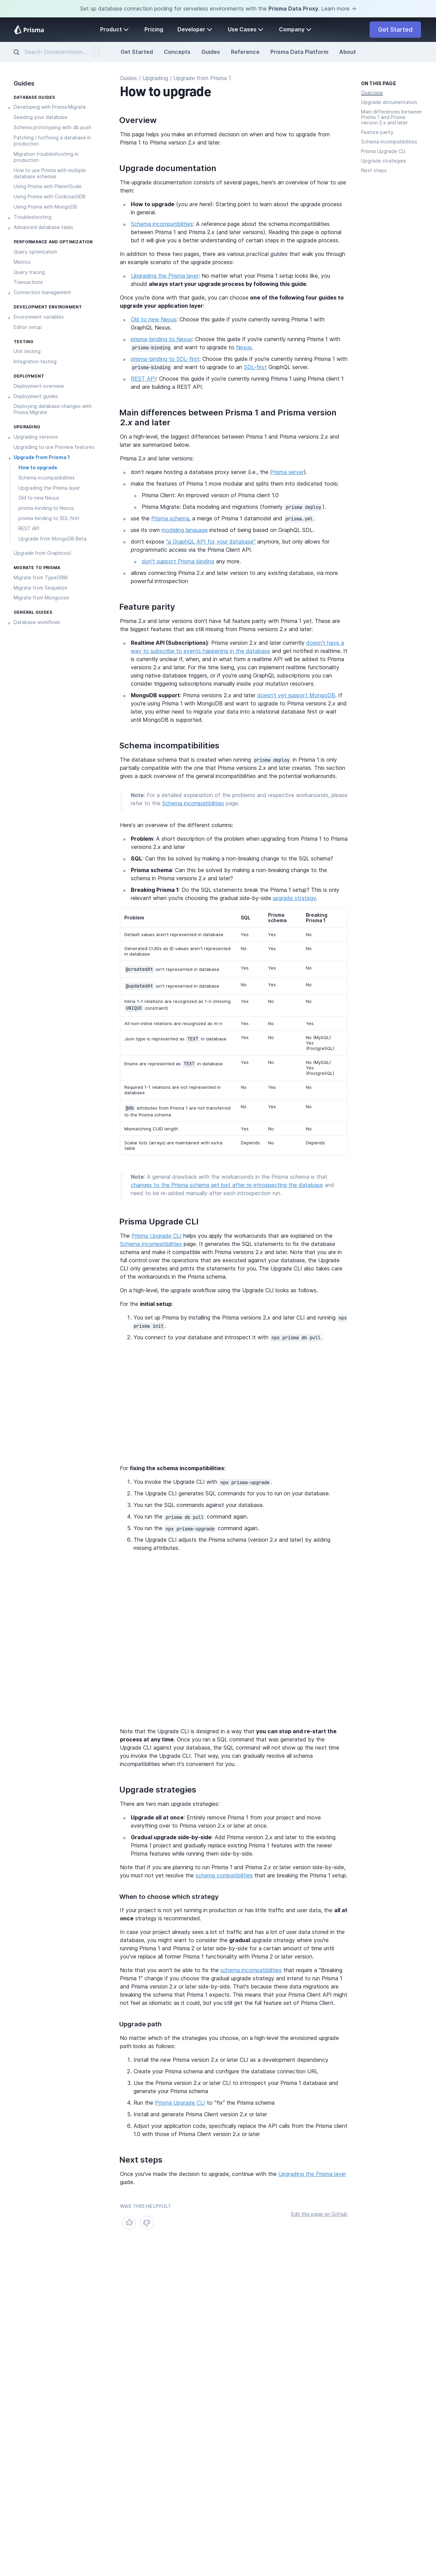 Set up database connection pooling for serverless environments with the Prisma Data Proxy. Learn more →
Prisma
Product
Pricing
Developer
Use Cases
Company
Get Started
Search Documentation...
/
Get Started
Concepts
Guides
Reference
Prisma Data Platform
About
Guides
DATABASE GUIDES
Developing with Prisma Migrate
Seeding your database
Schema prototyping with db push
Patching / hotfixing a database in
production
Migration troubleshooting in
production
How to use Prisma with multiple
database schemas
Using Prisma with PlanetScale
Using Prisma with CockroachDB
Using Prisma with MongoDB
Troubleshooting
Advanced database tasks
PERFORMANCE AND OPTIMIZATION
Query optimization
Metrics
Query tracing
Transactions
Connection management
DEVELOPMENT ENVIRONMENT
Environment variables
Editor setup
TESTING
Unit testing
Integration testing
DEPLOYMENT
Deployment overview
Deployment guides
Deploying database changes with
Prisma Migrate
UPGRADING
Upgrading versions
Upgrading to use Preview features
Upgrade from Prisma 1
How to upgrade
Schema incompatibilities
Upgrading the Prisma layer
Old to new Nexus
prisma-binding to Nexus
prisma-binding to SDL-first
REST API
Upgrade from MongoDB Beta
Upgrade from Graphcool
MIGRATE TO PRISMA
Migrate from TypeORM
Migrate from Sequelize
Migrate from Mongoose
GENERAL GUIDES
Database workflows
Guides / Upgrading / Upgrade from Prisma 1
How to upgrade
Overview
This page helps you make an informed decision on when and how to upgrade from
Prisma 1 to Prisma version 2.x or later.
Upgrade documentation
The upgrade documentation consists of several pages, here's an overview of how to use
them:
How to upgrade (you are here!): Starting point to learn about the upgrade process
in general.
Schema incompatibilities: A reference page about the schema incompatibilities
between Prisma 1 and Prisma 2.x (and later versions). Reading this page is optional
but it will give you a better understanding of certain steps in the upgrade process.
In addition to these two pages, there are various practical guides that walk you through
an example scenario of the upgrade process:
Upgrading the Prisma layer: No matter what your Prisma 1 setup looks like, you
should always start your upgrade process by following this guide.
Once you're done with that guide, you can choose one of the following four guides to
upgrade your application layer:
Old to new Nexus: Choose this guide if you're currently running Prisma 1 with
GraphQL Nexus.
prisma-binding to Nexus: Choose this guide if you're currently running Prisma 1 with
prisma-binding and want to upgrade to Nexus.
prisma-binding to SDL-first: Choose this guide if you're currently running Prisma 1 with
prisma-binding and want to upgrade to an SDL-first GraphQL server.
REST API: Choose this guide if you're currently running Prisma 1 using Prisma client 1
and are building a REST API.
Main differences between Prisma 1 and Prisma version
2.x and later
On a high-level, the biggest differences between Prisma 1 and Prisma versions 2.x and
later are summarized below.
Prisma 2.x and later versions:
don't require hosting a database proxy server (i.e., the Prisma server).
make the features of Prisma 1 more modular and splits them into dedicated tools:
Prisma Client: An improved version of Prisma client 1.0
Prisma Migrate: Data modeling and migrations (formerly prisma deploy).
use the Prisma schema, a merge of Prisma 1 datamodel and prisma.yml.
use its own modeling language instead of being based on GraphQL SDL.
don't expose "a GraphQL API for your database" anymore, but only allows for
programmatic access via the Prisma Client API.
don't support Prisma binding any more.
allows connecting Prisma 2.x and later version to any existing database, via more
powerful introspection
Feature parity
Prisma 2.x and later versions don't have full feature parity with Prisma 1 yet. These are
the biggest features that are still missing from Prisma versions 2.x and later:
Realtime API (Subscriptions): Prisma version 2.x and later currently doesn't have a
way to subscribe to events happening in the database and get notified in realtime. It
is currently unclear if, when, and in what form a realtime API will be added to Prisma
versions 2.x and later. For the time being, you can implement realtime functionality
using native database triggers, or if you're using GraphQL subscriptions you can
consider triggering subscriptions manually inside your mutation resolvers.
MongoDB support: Prisma versions 2.x and later doesn't yet support MongoDB. If
you're using Prisma 1 with MongoDB and want to upgrade to Prisma versions 2.x and
later, you either need to migrate your data into a relational database first or wait
until MongoDB is supported.
Schema incompatibilities
The database schema that is created when running prisma deploy in Prisma 1 is only
partially compatible with the one that Prisma versions 2.x and later creates. This section
gives a quick overview of the general incompatibilities and the potential workarounds.
Note: For a detailed explanation of the problems and respective workarounds, please
refer to the Schema incompatibilities page.
Here's an overview of the different columns:
Problem: A short description of the problem when upgrading from Prisma 1 to Prisma
versions 2.x and later
SQL: Can this be solved by making a non-breaking change to the SQL schema?
Prisma schema: Can this be solved by making a non-breaking change to the
schema in Prisma versions 2.x and later?
Breaking Prisma 1: Do the SQL statements break the Prisma 1 setup? This is only
relevant when you're choosing the gradual side-by-side upgrade strategy.
Problem SQL Prisma schema Breaking Prisma 1
Default values aren't represented in database Yes Yes No
Generated CUIDs as ID values aren't represented in database No Yes No
@createdAt isn't represented in database Yes Yes No
@updatedAt isn't represented in database No Yes No
Inline 1-1 relations are recognized as 1-n (missing UNIQUE constraint) Yes No No
All non-inline relations are recognized as m-n Yes No Yes
Json type is represented as TEXT in database Yes No No (MySQL) Yes (PostgreSQL)
Enums are represented as TEXT in database Yes No No (MySQL) Yes (PostgreSQL)
Required 1-1 relations are not represented in database No Yes No
@db attributes from Prisma 1 are not transferred to the Prisma schema No Yes No
Mismatching CUID length Yes No No
Scalar lists (arrays) are maintained with extra table Depends No Depends
Note: A general drawback with the workarounds in the Prisma schema is that
changes to the Prisma schema get lost after re-introspecting the database and
need to be re-added manually after each introspection run.
Prisma Upgrade CLI
The Prisma Upgrade CLI helps you apply the workarounds that are explained on the
Schema incompatibilities page. It generates the SQL statements to fix the database
schema and make it compatible with Prisma versions 2.x and later. Note that you are in
full control over the operations that are executed against your database, the Upgrade
CLI only generates and prints the statements for you. The Upgrade CLI also takes care
of the workarounds in the Prisma schema.
On a high-level, the upgrade workflow using the Upgrade CLI looks as follows.
For the initial setup:
1. You set up Prisma by installing the Prisma versions 2.x and later CLI and running npx
prisma init.
2. You connect to your database and introspect it with npx prisma db pull.
For fixing the schema incompatibilities:
1. You invoke the Upgrade CLI with npx prisma-upgrade.
2. The Upgrade CLI generates SQL commands for you to run on your database.
3. You run the SQL commands against your database.
4. You run the prisma db pull command again.
5. You run the npx prisma-upgrade command again.
6. The Upgrade CLI adjusts the Prisma schema (version 2.x and later) by adding
missing attributes.
Note that the Upgrade CLI is designed in a way that you can stop and re-start the
process at any time. Once you ran a SQL command that was generated by the
Upgrade CLI against your database, the SQL command will not show up the next time
you invoke the Upgrade CLI. That way, you can gradually resolve all schema
incompatibilities when it's convenient for you.
Upgrade strategies
There are two main upgrade strategies:
Upgrade all at once: Entirely remove Prisma 1 from your project and move
everything over to Prisma version 2.x or later at once.
Gradual upgrade side-by-side: Add Prisma version 2.x and later to the existing
Prisma 1 project and gradually replace existing Prisma 1 features with the newer
Prisma features while running them side-by-side.
Note that if you are planning to run Prisma 1 and Prisma 2.x or later version side-by-side,
you must not yet resolve the schema compatibilities that are breaking the Prisma 1 setup.
When to choose which strategy
If your project is not yet running in production or has little traffic and user data, the all at
once strategy is recommended.
In case your project already sees a lot of traffic and has a lot of user data stored in the
database, you might want to consider the gradual upgrade strategy where you're
running Prisma 1 and Prisma 2 or later side-by-side for a certain amount of time until
you've replaced all former Prisma 1 functionality with Prisma 2 or later version.
Note that you won't be able to fix the schema incompatibilities that require a "Breaking
Prisma 1" change if you choose the gradual upgrade strategy and intend to run Prisma 1
and Prisma version 2.x or later side-by-side. That's because these data migrations are
breaking the schema that Prisma 1 expects. This means that your Prisma Client API might
not feel as idiomatic as it could, but you still get the full feature set of Prisma Client.
Upgrade path
No matter which of the strategies you choose, on a high-level the envisioned upgrade
path looks as follows:
1. Install the new Prisma version 2.x or later CLI as a development dependency
2. Create your Prisma schema and configure the database connection URL
3. Use the Prisma version 2.x or later CLI to introspect your Prisma 1 database and
generate your Prisma schema
4. Run the Prisma Upgrade CLI to "fix" the Prisma schema
5. Install and generate Prisma Client version 2.x or later
6. Adjust your application code, specifically replace the API calls from the Prisma client
1.0 with those of Prisma Client version 2.x or later
Next steps
Once you've made the decision to upgrade, continue with the Upgrading the Prisma layer
guide.
WAS THIS HELPFUL?
Edit this page on GitHub
ON THIS PAGE
Overview
Upgrade documentation
Main differences between
Prisma 1 and Prisma
version 2.x and later
Feature parity
Schema incompatibilities
Prisma Upgrade CLI
Upgrade strategies
Next steps